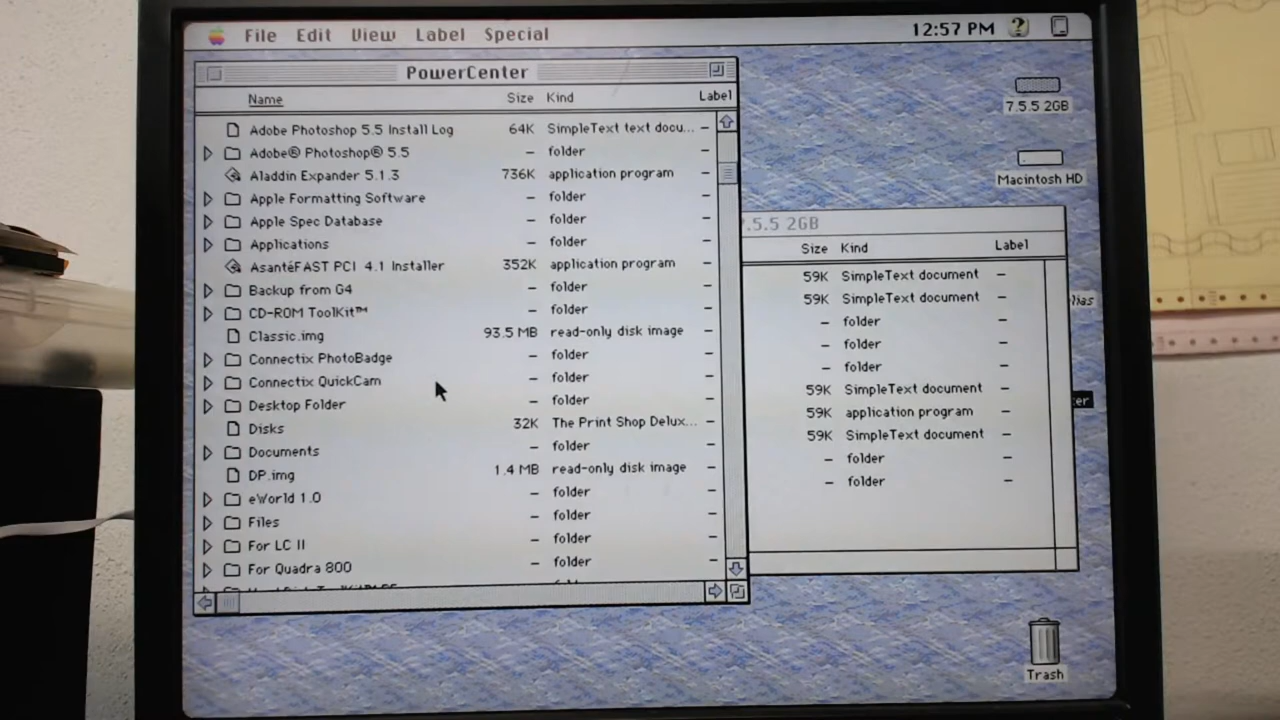 File Edit View Label Special 12:57 PM
PowerCenter
Name Size Kind Label
Adobe Photoshop 5.5 Install Log 64K SimpleText text docu... –
Adobe® Photoshop® 5.5 – folder –
Aladdin Expander 5.1.3 736K application program –
Apple Formatting Software – folder –
Apple Spec Database – folder –
Applications – folder –
AsantéFAST PCI 4.1 Installer 352K application program –
Backup from G4 – folder –
CD-ROM ToolKit™ – folder –
Classic.img 93.5 MB read-only disk image –
Connectix PhotoBadge – folder –
Connectix QuickCam – folder –
Desktop Folder – folder –
Disks 32K The Print Shop Delux... –
Documents – folder –
DP.img 1.4 MB read-only disk image –
eWorld 1.0 – folder –
Files – folder –
For LC II – folder –
For Quadra 800 – folder –
7.5.5 2GB
Macintosh HD
.5.5 2GB
Size Kind Label
59K SimpleText document –
59K SimpleText document –
– folder –
– folder –
– folder –
59K SimpleText document –
59K application program –
59K SimpleText document –
– folder –
– folder –
lias
ter
Trash